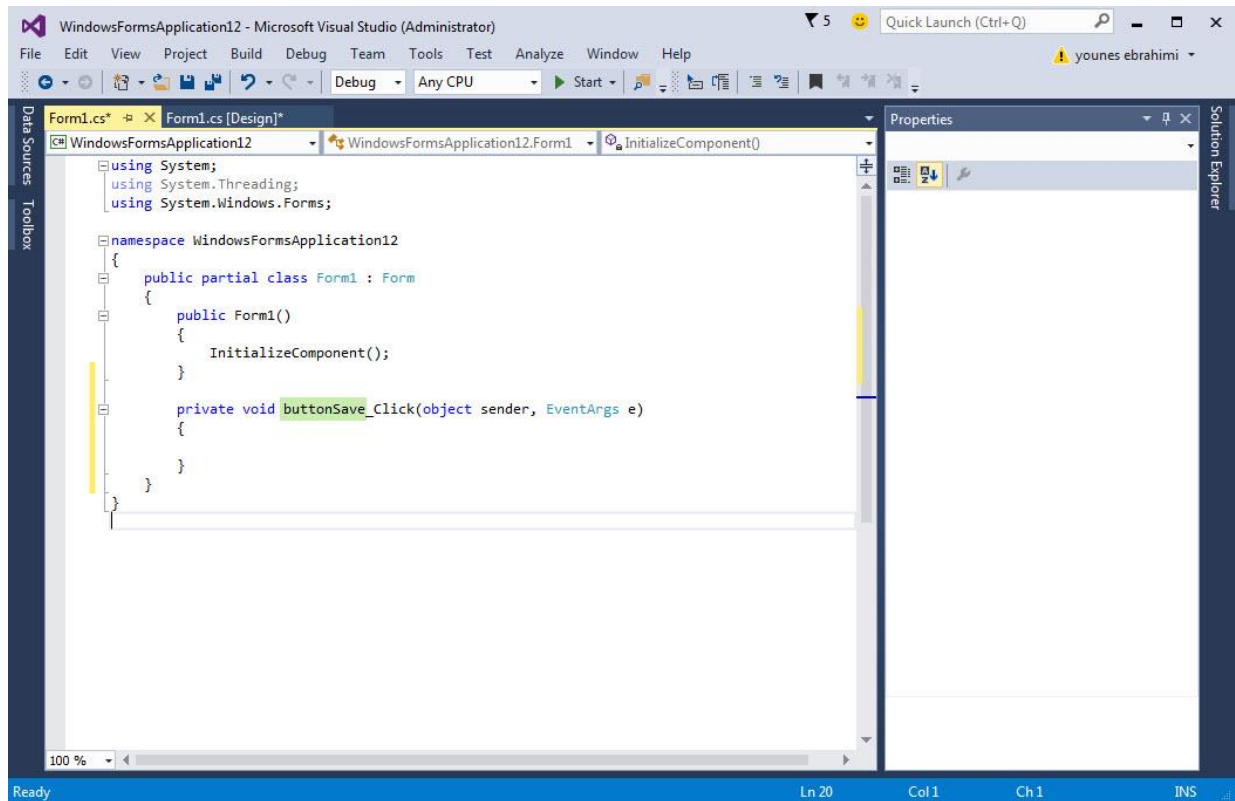 WindowsFormsApplication12 - Microsoft Visual Studio (Administrator) 5 Quick Launch (Ctrl+Q)
File Edit View Project Build Debug Team Tools Test Analyze Window Help younes ebrahimi
Debug Any CPU Start
Data Sources
Toolbox
Form1.cs* Form1.cs [Design]*
WindowsFormsApplication12 WindowsFormsApplication12.Form1 InitializeComponent()
using System;
using System.Threading;
using System.Windows.Forms;
namespace WindowsFormsApplication12
{
public partial class Form1 : Form
{
public Form1()
{
InitializeComponent();
}
private void buttonSave_Click(object sender, EventArgs e)
{
}
}
}
100 %
Properties
Solution Explorer
Ready Ln 20 Col 1 Ch 1 INS